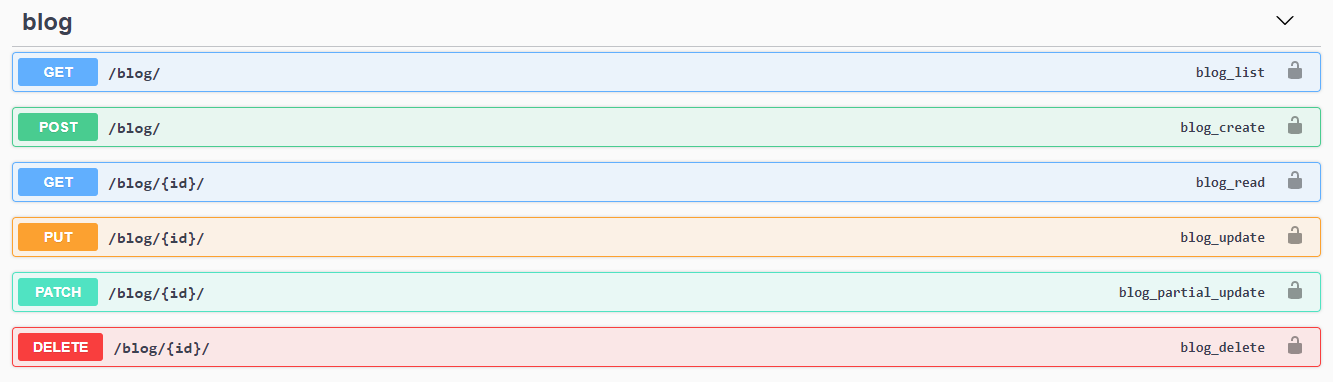 blog
GET /blog/ blog_list
POST /blog/ blog_create
GET /blog/{id}/ blog_read
PUT /blog/{id}/ blog_update
PATCH /blog/{id}/ blog_partial_update
DELETE /blog/{id}/ blog_delete